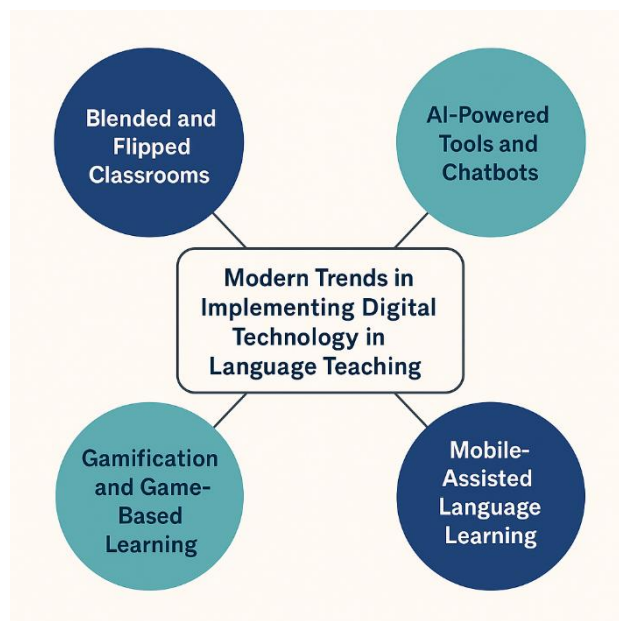 Blended and
Flipped
Classrooms
AI-Powered
Tools and
Chatbots
Modern Trends in
Implementing Digital
Technology in
Language Teaching
Gamification
and Game-
Based
Learning
Mobile-
Assisted
Language
Learning